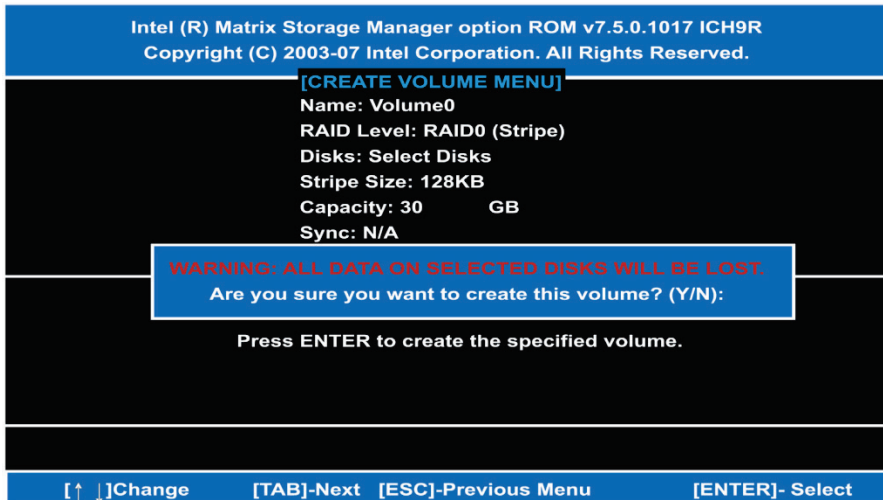 Intel (R) Matrix Storage Manager option ROM v7.5.0.1017 ICH9R
Copyright (C) 2003-07 Intel Corporation. All Rights Reserved.
[CREATE VOLUME MENU]
Name: Volume0
RAID Level: RAID0 (Stripe)
Disks: Select Disks
Stripe Size: 128KB
Capacity: 30 GB
Sync: N/A
WARNING: ALL DATA ON SELECTED DISKS WILL BE LOST.
Are you sure you want to create this volume? (Y/N):
Press ENTER to create the specified volume.
[↑ ↓]Change [TAB]-Next [ESC]-Previous Menu [ENTER]- Select